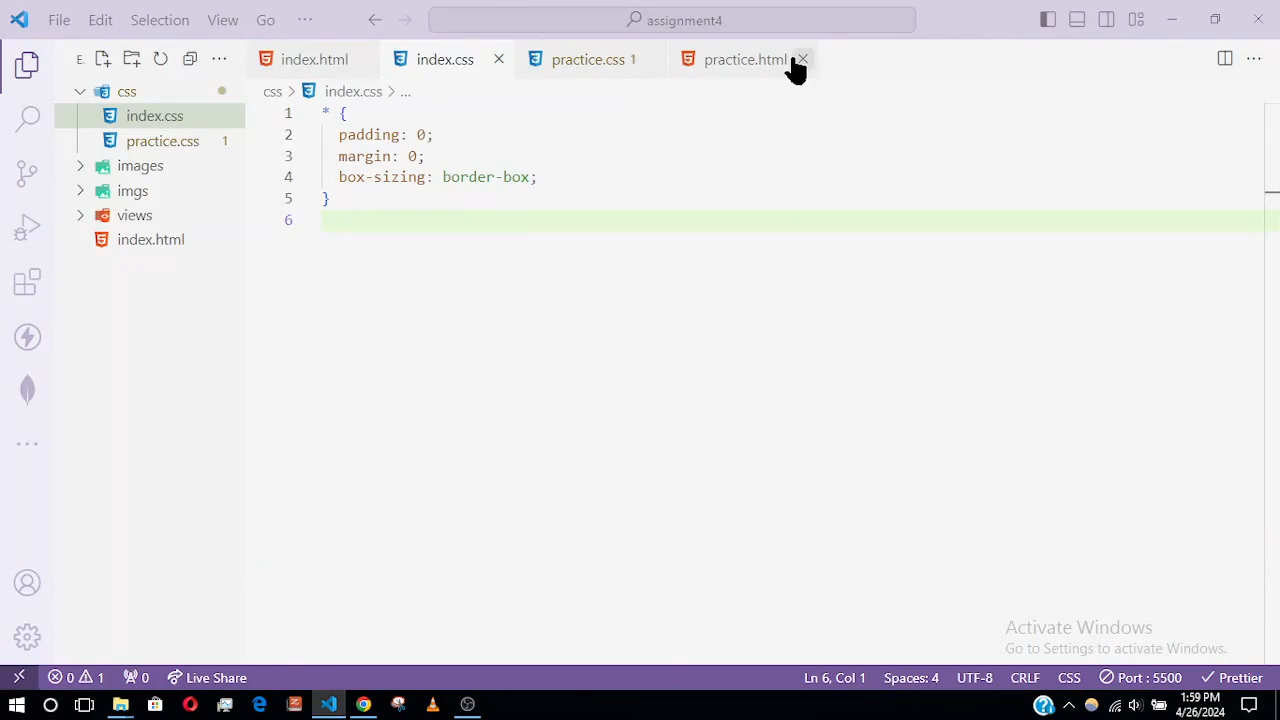 File Edit Selection View Go ··· assignment4
E. ··· index.html index.css practice.css 1 practice.html
css
index.css
practice.css 1
images
imgs
views
index.html
css > index.css > ...
1 * {
2 padding: 0;
3 margin: 0;
4 box-sizing: border-box;
5 }
6
Activate Windows
Go to Settings to activate Windows.
0 1 0 Live Share Ln 6, Col 1 Spaces: 4 UTF-8 CRLF CSS Port : 5500 Prettier
1:59 PM
4/26/2024